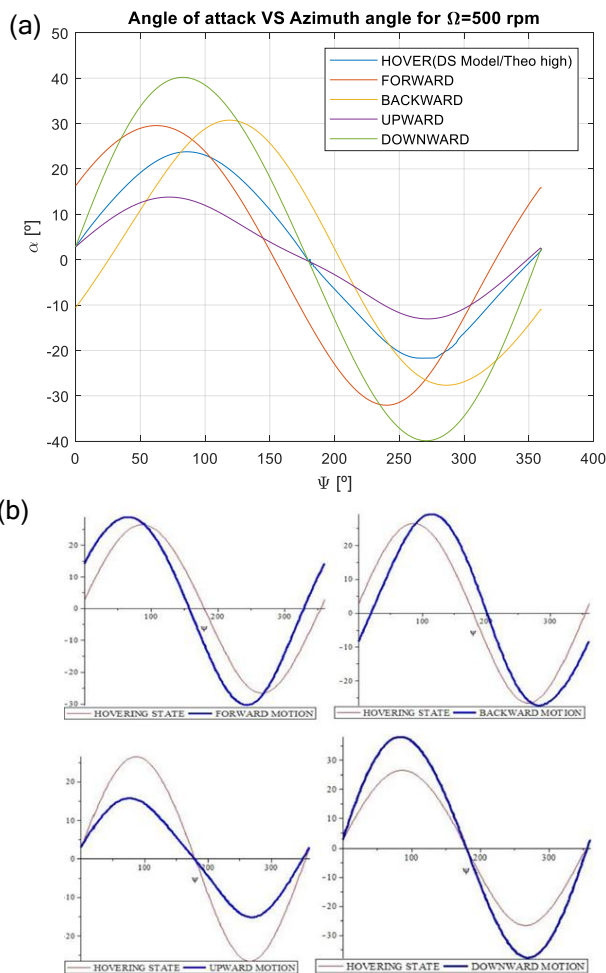 (a)
Angle of attack VS Azimuth angle for Ω=500 rpm
50
40
30
20
10
0
-10
-20
-30
-40
α [º]
0 50 100 150 200 250 300 350 400
Ψ [º]
HOVER(DS Model/Theo high)
FORWARD
BACKWARD
UPWARD
DOWNWARD
(b)
20
10
0
-10
-20
-30
100
300
Ψ
HOVERING STATE FORWARD MOTION
20
10
0
-10
-20
100
300
Ψ
HOVERING STATE BACKWARD MOTION
20
10
0
-10
-20
100
300
Ψ
HOVERING STATE UPWARD MOTION
30
20
10
0
-10
-20
-30
100
300
Ψ
HOVERING STATE DOWNWARD MOTION